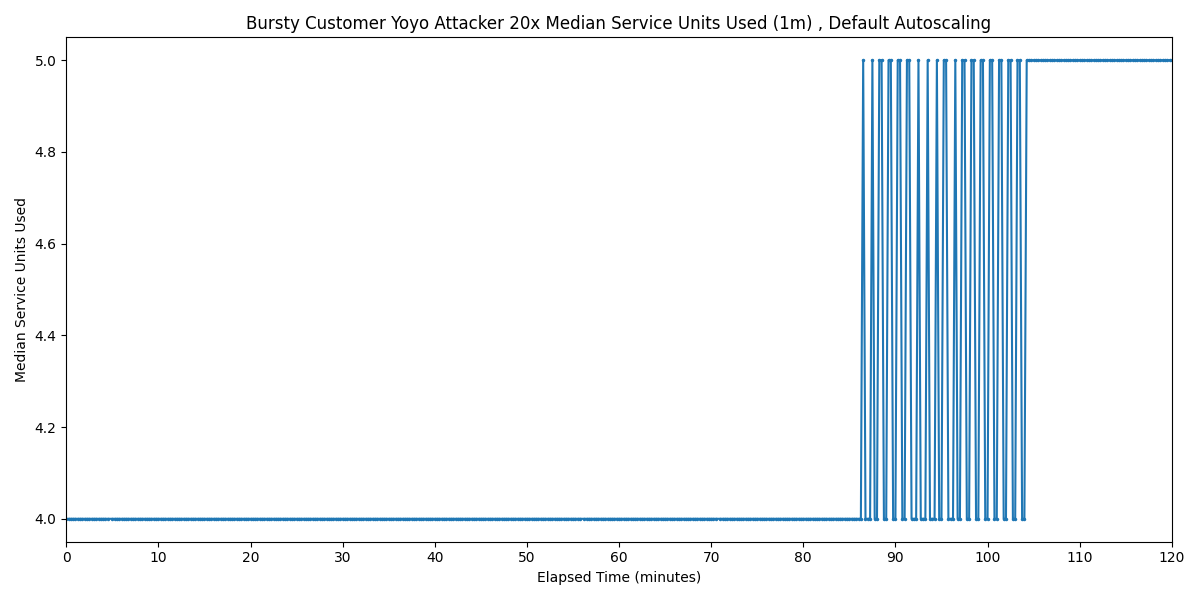 Bursty Customer Yoyo Attacker 20x Median Service Units Used (1m) , Default Autoscaling
5.0
4.8
4.6
4.4
4.2
4.0
Median Service Units Used
0 10 20 30 40 50 60 70 80 90 100 110 120
Elapsed Time (minutes)